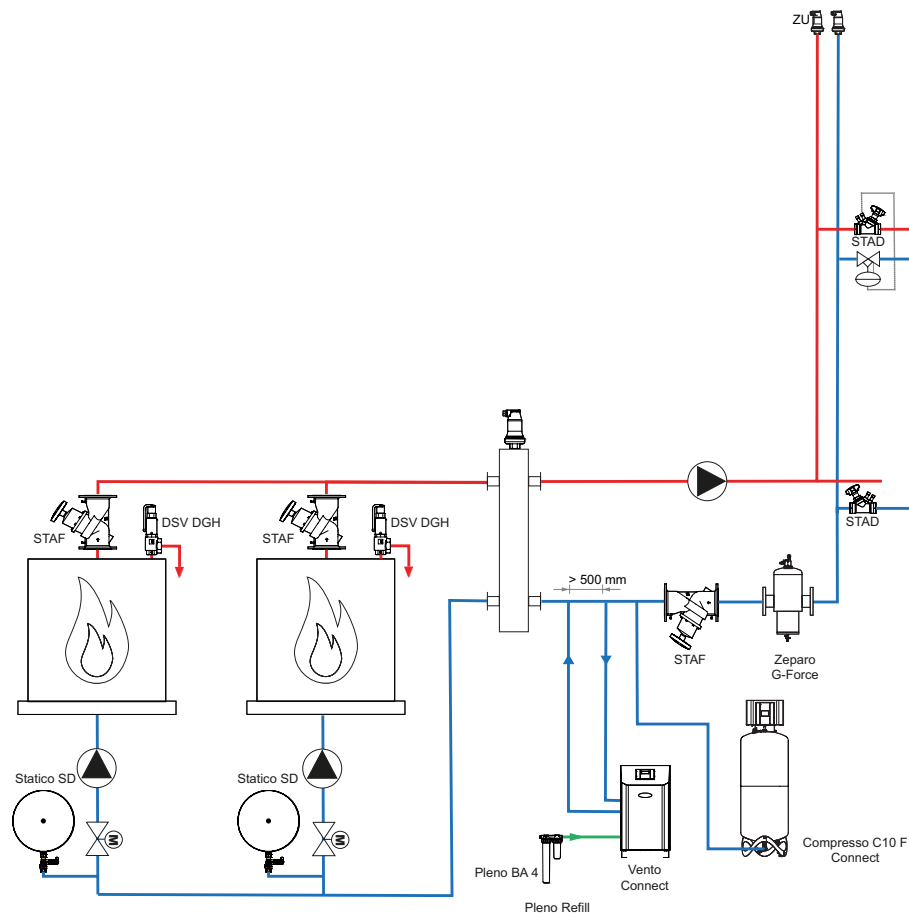 ZU
STAD
STAD
STAF
DSV DGH
STAF
DSV DGH
> 500 mm
STAF
Zeparo
G-Force
Statico SD
Statico SD
M
M
Pleno BA 4
Pleno Refill
Vento
Connect
Compresso C10 F
Connect